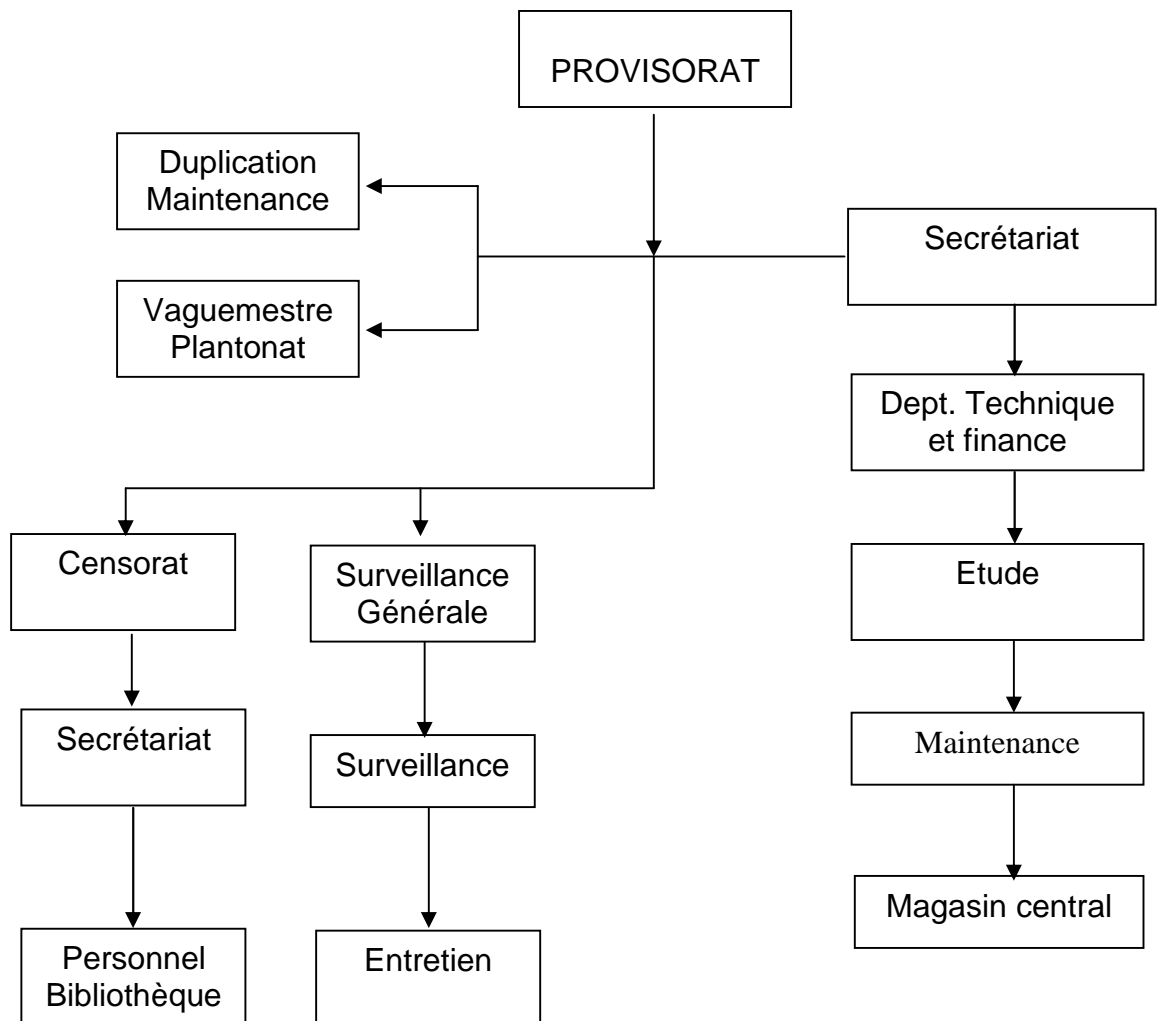 PROVISORAT
Duplication
Maintenance
Secrétariat
Vaguemestre
Plantonat
Dept. Technique
et finance
Censorat
Surveillance
Générale
Etude
Secrétariat
Surveillance
Maintenance
Magasin central
Personnel
Bibliothèque
Entretien